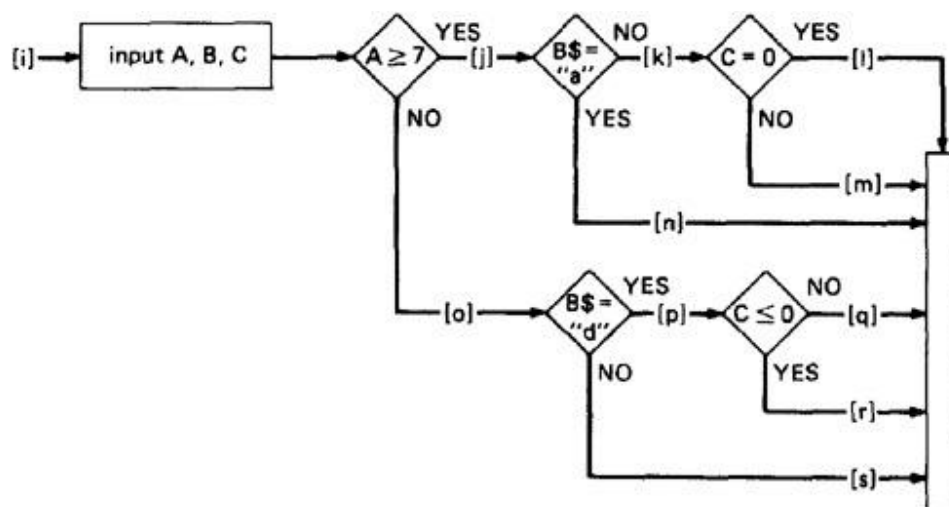 YES
NO
YES
[i]
input A, B, C
A ≥ 7
[j]
B$ =
"a"
[k]
C = 0
[l]
NO
YES
NO
[m]
[n]
YES
NO
[o]
B$ =
"d"
[p]
C ≤ 0
[q]
NO
YES
[r]
[s]